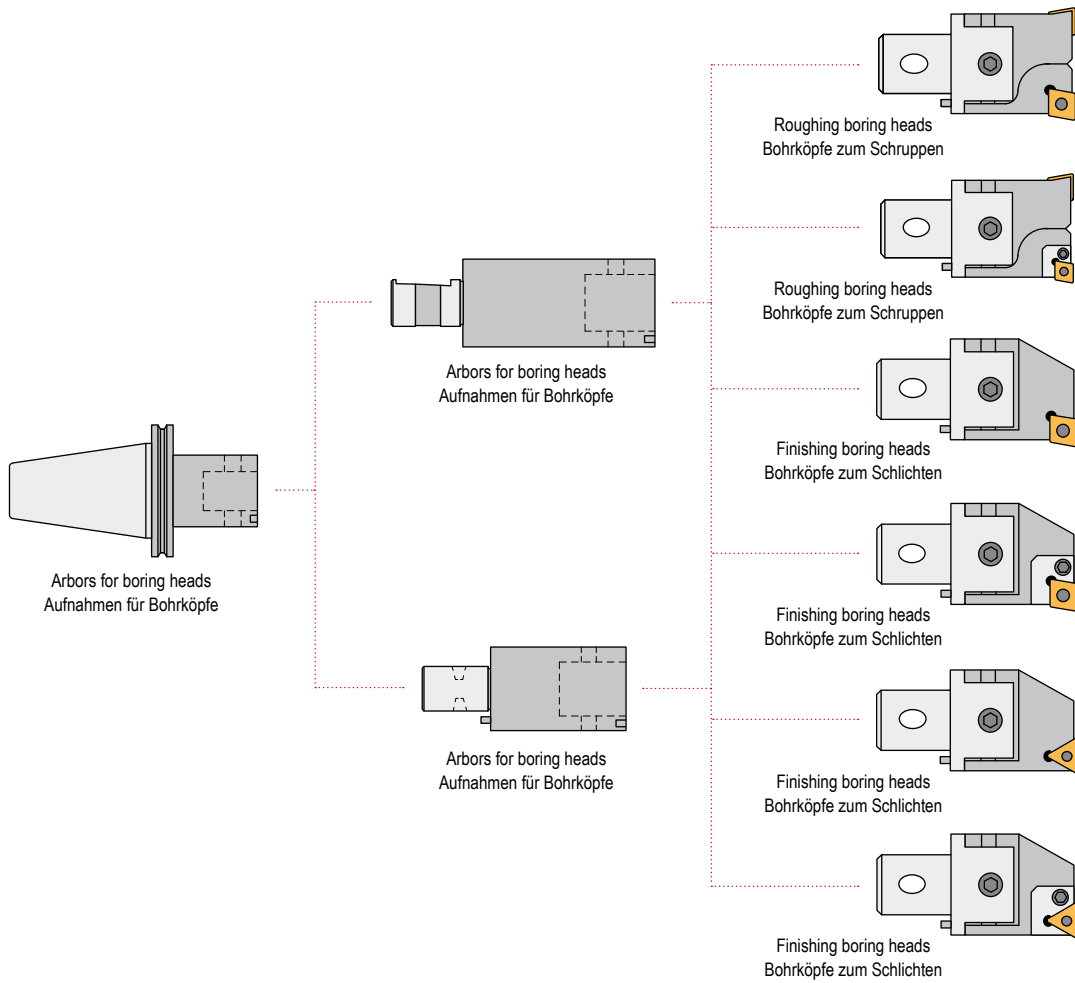 Arbors for boring heads
Aufnahmen für Bohrköpfe
Arbors for boring heads
Aufnahmen für Bohrköpfe
Arbors for boring heads
Aufnahmen für Bohrköpfe
Roughing boring heads
Bohrköpfe zum Schruppen
Roughing boring heads
Bohrköpfe zum Schruppen
Finishing boring heads
Bohrköpfe zum Schlichten
Finishing boring heads
Bohrköpfe zum Schlichten
Finishing boring heads
Bohrköpfe zum Schlichten
Finishing boring heads
Bohrköpfe zum Schlichten